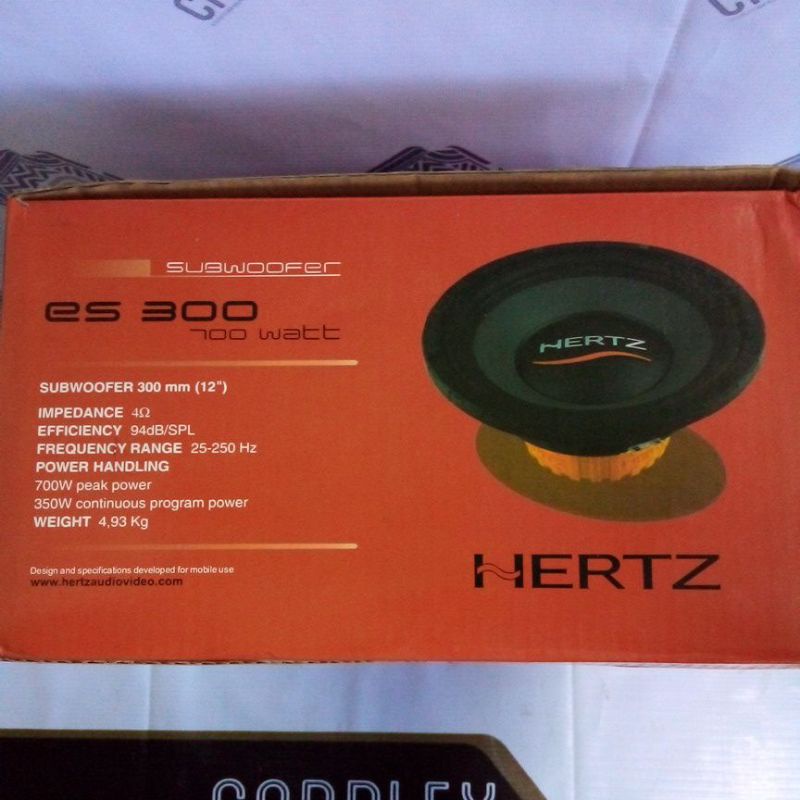 SUBWOOFER
es 300
700 watt
SUBWOOFER 300 mm (12")
IMPEDANCE 4Ω
EFFICIENCY 94dB/SPL
FREQUENCY RANGE 25-250 Hz
POWER HANDLING
700W peak power
350W continuous program power
WEIGHT 4,93 Kg
Design and specifications developed for mobile use
www.hertzaudiovideo.com
HERTZ
HERTZ